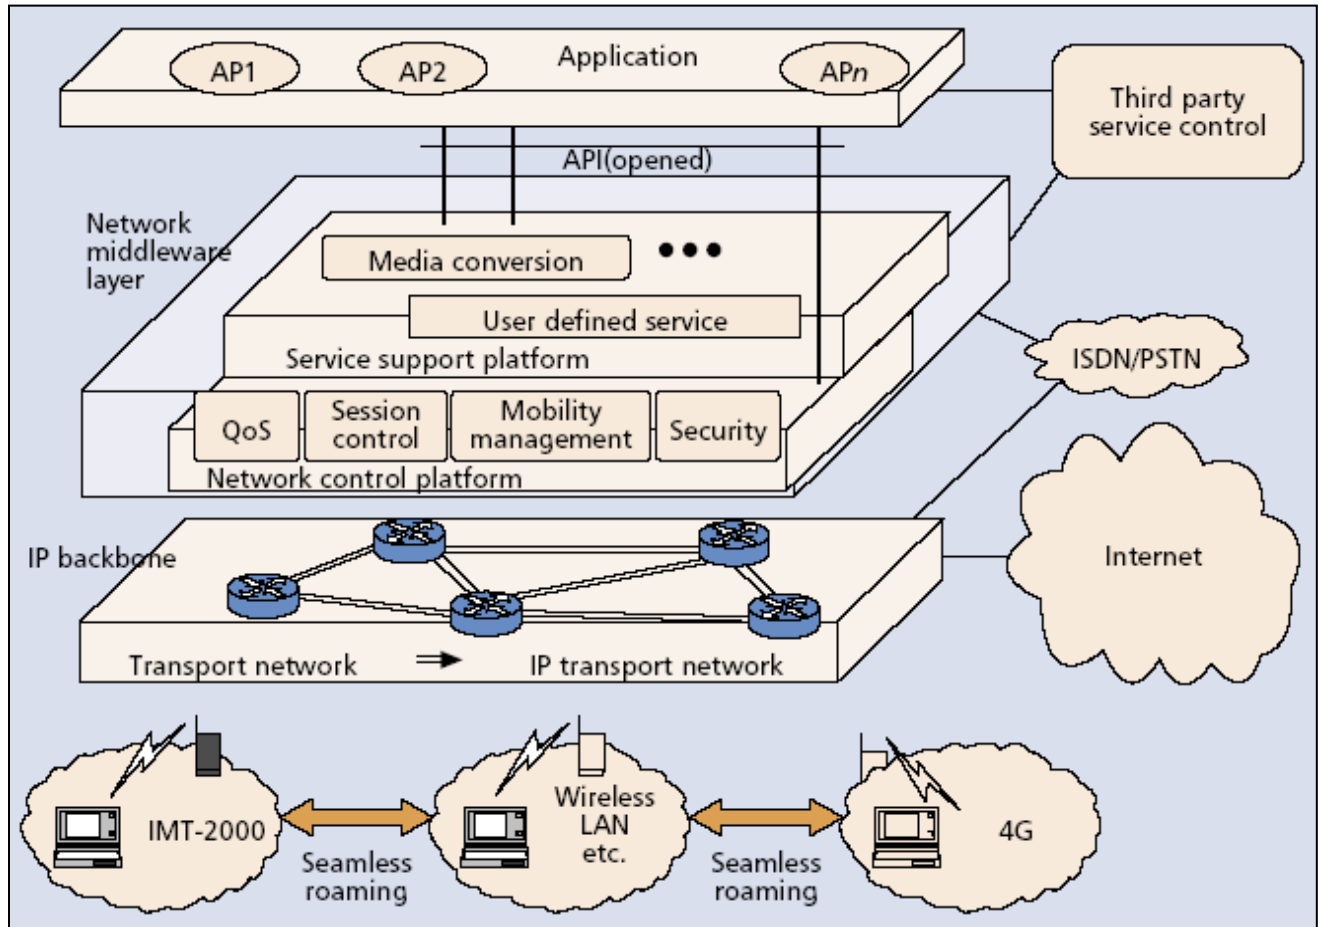 Application
AP1
AP2
APn
Third party
service control
API(opened)
Network
middleware
layer
Media conversion
User defined service
Service support platform
ISDN/PSTN
QoS
Session
control
Mobility
management
Security
Network control platform
IP backbone
Internet
Transport network
IP transport network
IMT-2000
Seamless
roaming
Wireless
LAN
etc.
Seamless
roaming
4G